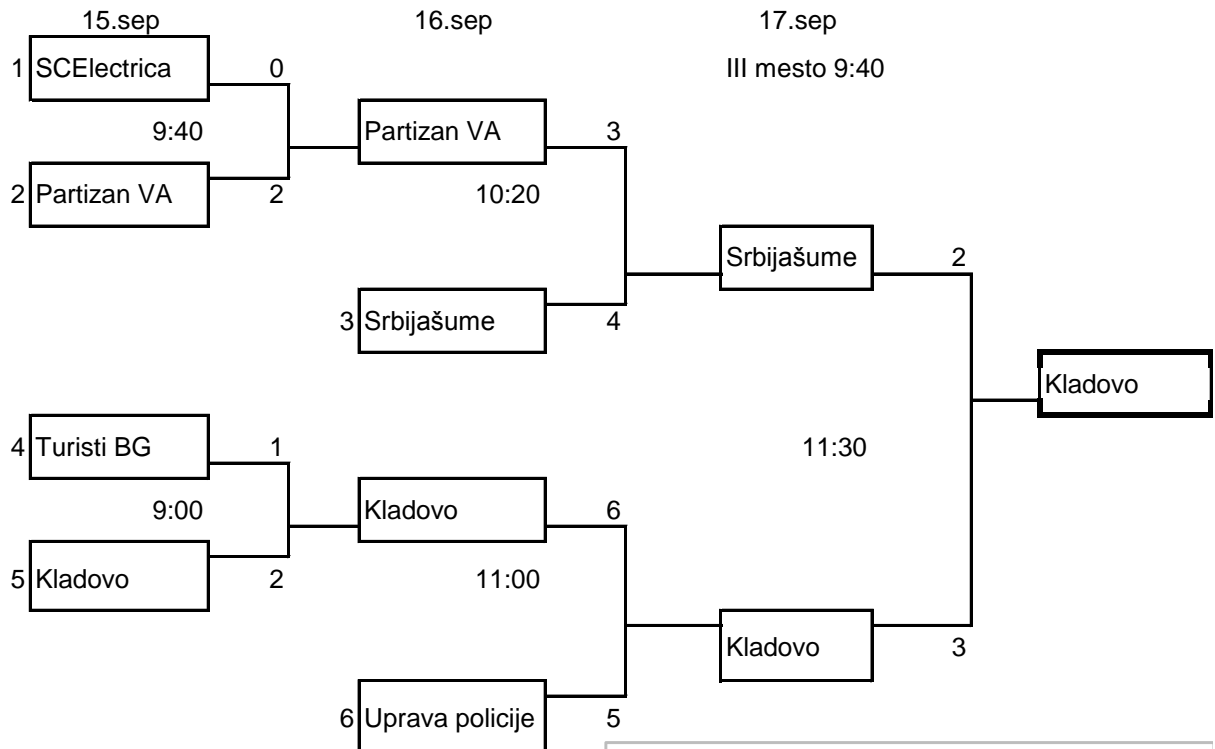 15.sep 16.sep 17.sep
1 SCElectrica 0 III mesto 9:40
9:40 Partizan VA 3
2 Partizan VA 2 10:20
Srbijašume 2
3 Srbijašume 4
Kladovo
4 Turisti BG 1 11:30
9:00 Kladovo 6
5 Kladovo 2 11:00
Kladovo 3
6 Uprava policije 5